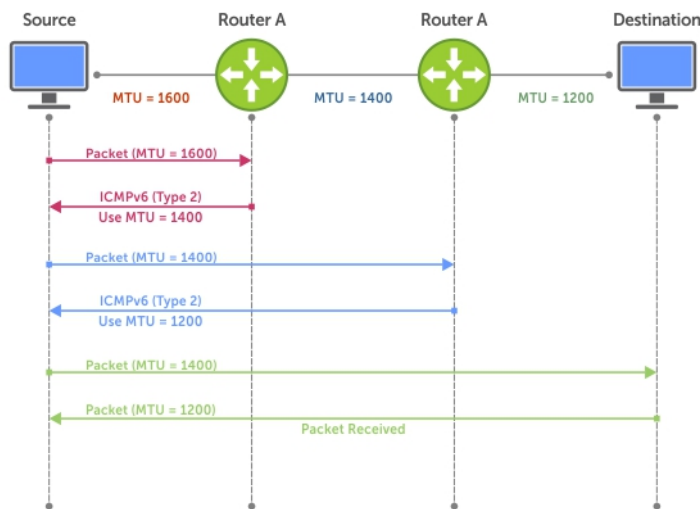 Source
Router A
Router A
Destination
MTU = 1600
MTU = 1400
MTU = 1200
Packet (MTU = 1600)
ICMPv6 (Type 2)
Use MTU = 1400
Packet (MTU = 1400)
ICMPv6 (Type 2)
Use MTU = 1200
Packet (MTU = 1400)
Packet (MTU = 1200)
Packet Received